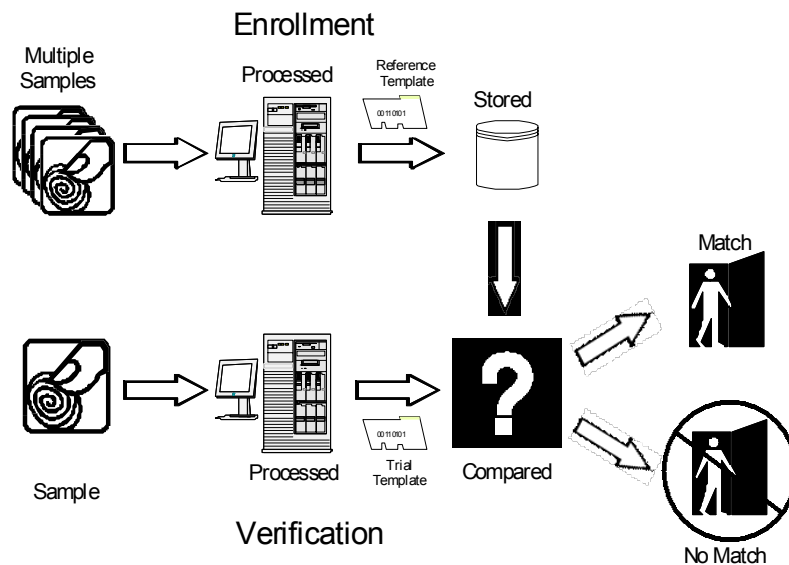 Enrollment
Multiple
Samples
Processed
Reference
Template
00110101
Stored
Match
Sample
Processed
00110101
Trial
Template
Compared
No Match
Verification